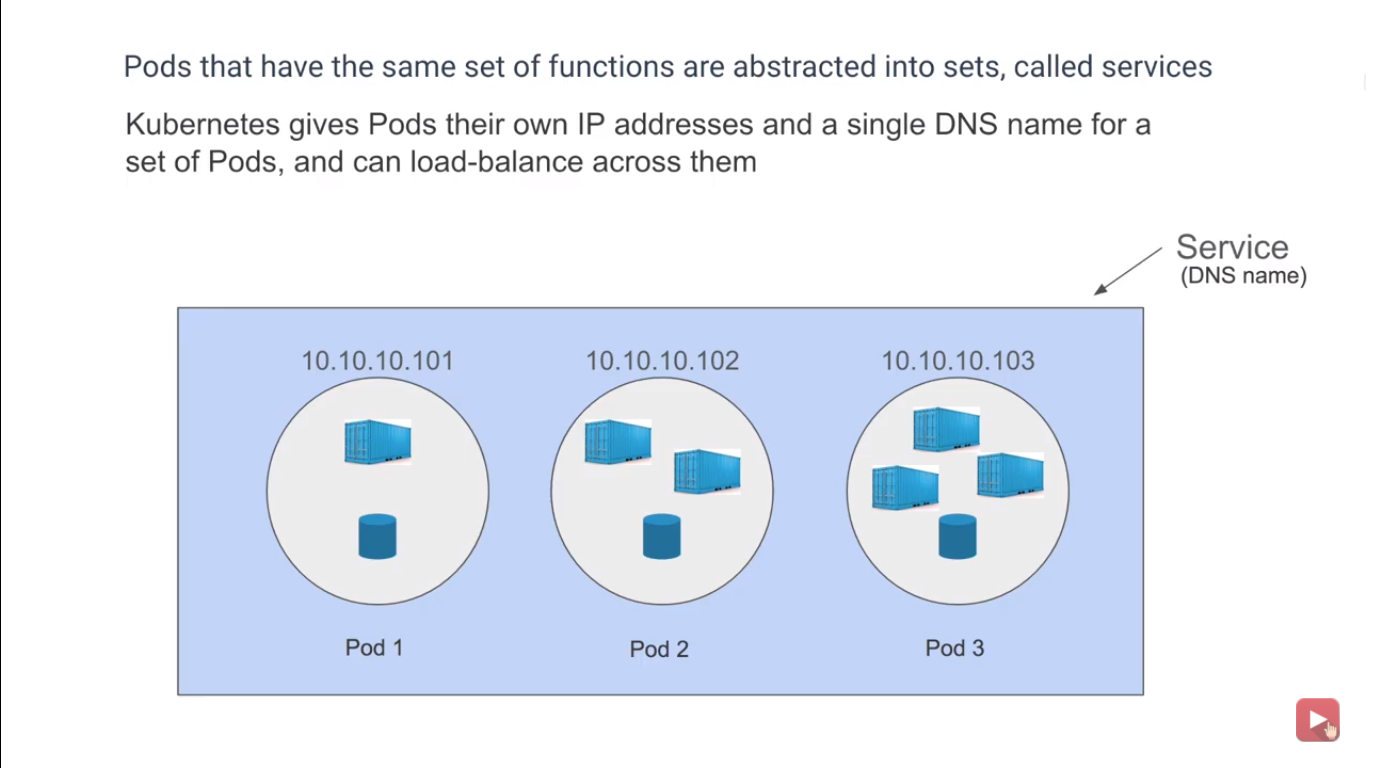 Pods that have the same set of functions are abstracted into sets, called services
Kubernetes gives Pods their own IP addresses and a single DNS name for a
set of Pods, and can load-balance across them
Service
(DNS name)
10.10.10.101
10.10.10.102
10.10.10.103
Pod 1
Pod 2
Pod 3